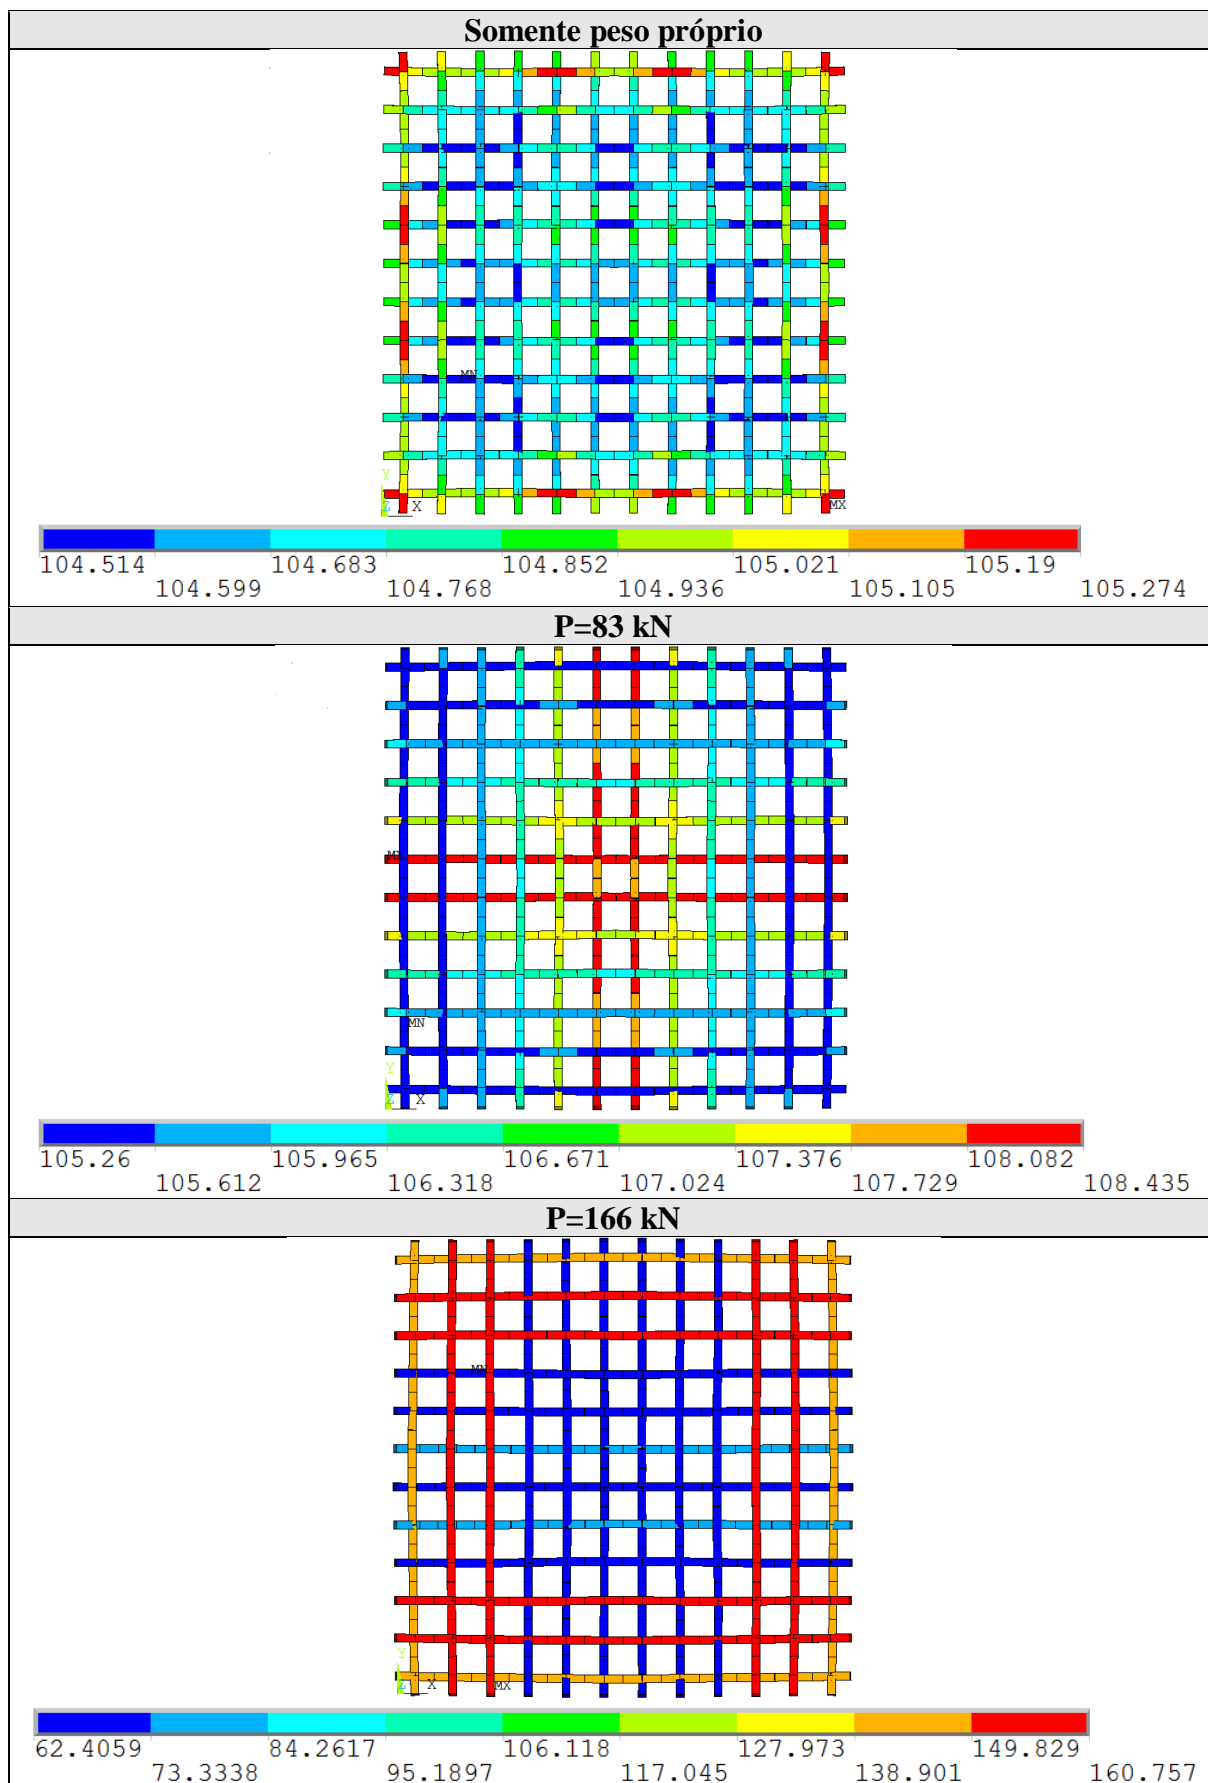 Somente peso próprio
MN
Y
Z X MX
104.514 104.683 104.852 105.021 105.19
104.599 104.768 104.936 105.105 105.274
P=83 kN
MX
MN
Y
Z X
105.26 105.965 106.671 107.376 108.082
105.612 106.318 107.024 107.729 108.435
P=166 kN
MN
Y
Z X MX
62.4059 84.2617 106.118 127.973 149.829
73.3338 95.1897 117.045 138.901 160.757